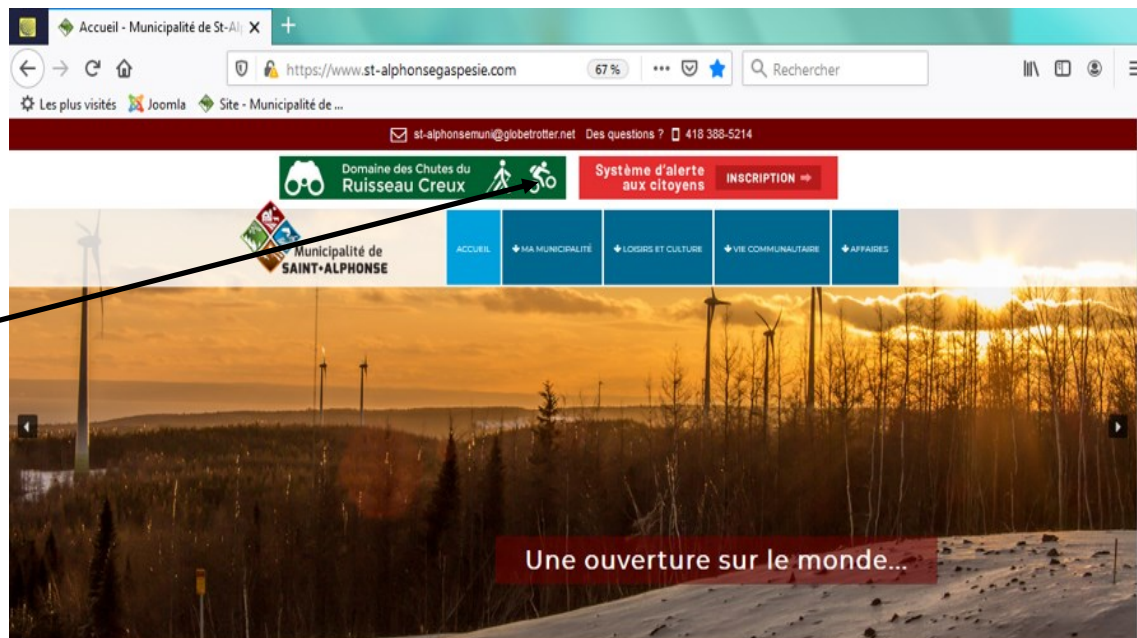 Accueil - Municipalité de St-Al
https://www.st-alphonsegaspesie.com
67 %
Rechercher
Les plus visités
Joomla
Site - Municipalité de ...
st-alphonsemuni@globetrotter.net Des questions ? 418 388-5214
Domaine des Chutes du
Ruisseau Creux
Système d'alerte
aux citoyens
INSCRIPTION
Municipalité de
SAINT•ALPHONSE
ACCUEIL
MA MUNICIPALITÉ
LOISIRS ET CULTURE
VIE COMMUNAUTAIRE
AFFAIRES
Une ouverture sur le monde...